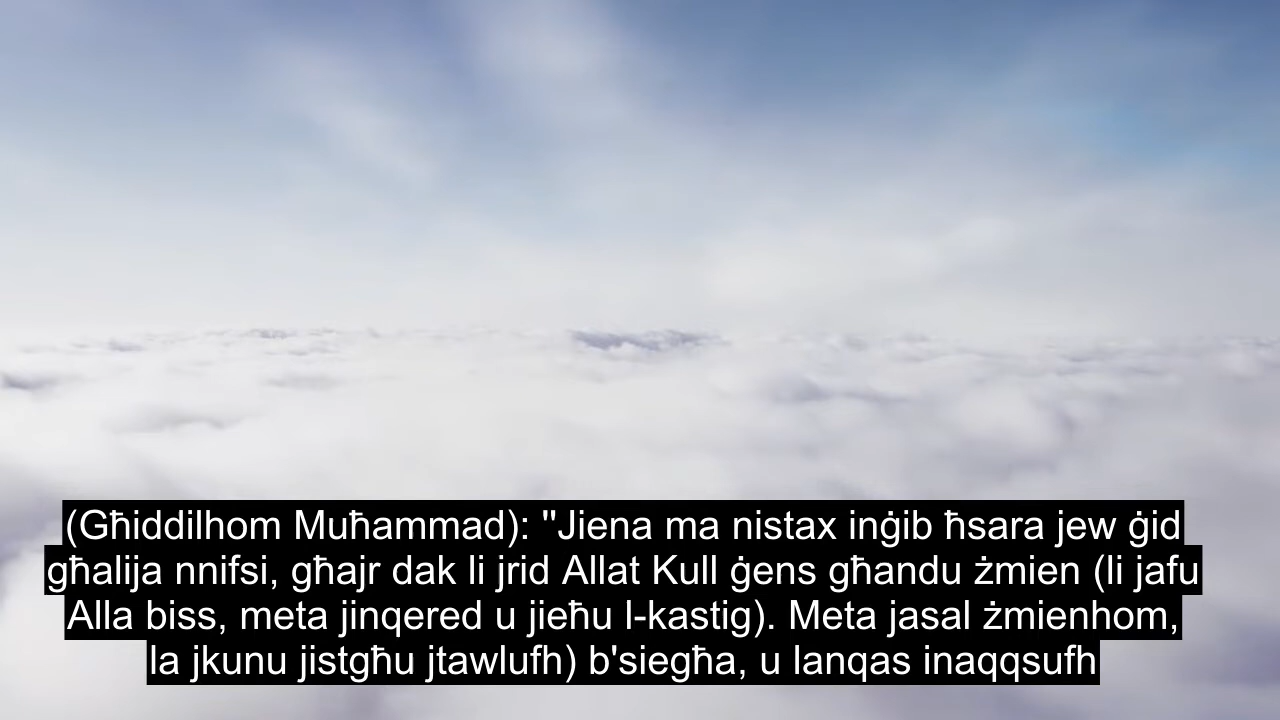 (Għiddilhom Muħammad): "Jiena ma nistax inġib ħsara jew ġid
għalija nnifsi, għajr dak li jrid Allat Kull ġens għandu żmien (li jafu
Alla biss, meta jinqered u jieħu l-kastig). Meta jasal żmienhom,
la jkunu jistgħu jtawlufh) b'siegħa, u lanqas inaqqsufh